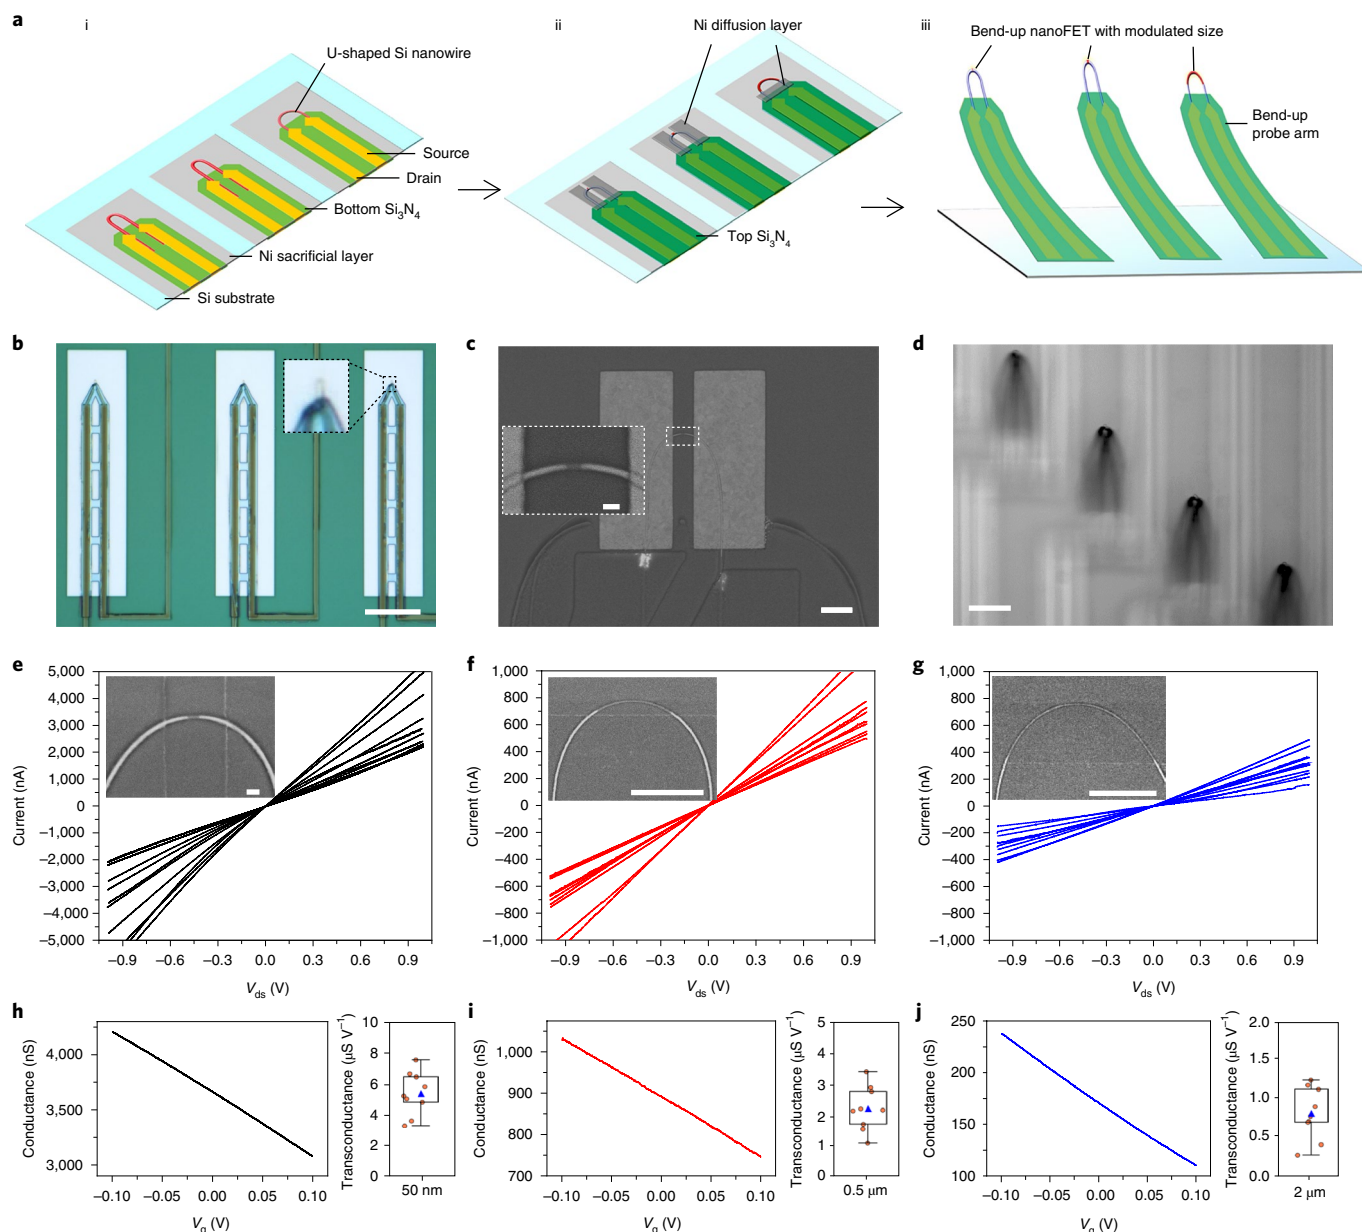 a
i
ii
iii
U-shaped Si nanowire
Source
Drain
Bottom Si₃N₄
Ni sacrificial layer
Si substrate
Ni diffusion layer
Top Si₃N₄
Bend-up nanoFET with modulated size
Bend-up
probe arm
b
c
d
e
Current (nA)
5,000
4,000
3,000
2,000
1,000
0
–1,000
–2,000
–3,000
–4,000
–5,000
–0.9 –0.6 –0.3 0.0 0.3 0.6 0.9
V_ds (V)
f
Current (nA)
1,000
800
600
400
200
0
–200
–400
–600
–800
–1,000
–0.9 –0.6 –0.3 0.0 0.3 0.6 0.9
V_ds (V)
g
Current (nA)
1,000
800
600
400
200
0
–200
–400
–600
–800
–1,000
–0.9 –0.6 –0.3 0.0 0.3 0.6 0.9
V_ds (V)
h
Conductance (nS)
4,000
3,500
3,000
–0.10 –0.05 0.00 0.05 0.10
V_g (V)
Transconductance (μS V⁻¹)
10
8
6
4
2
0
50 nm
i
Conductance (nS)
1,000
900
800
700
–0.10 –0.05 0.00 0.05 0.10
V_g (V)
Transconductance (μS V⁻¹)
5
4
3
2
1
0
0.5 μm
j
Conductance (nS)
250
200
150
100
–0.10 –0.05 0.00 0.05 0.10
V_g (V)
Transconductance (μS V⁻¹)
2.0
1.5
1.0
0.5
0.0
2 μm